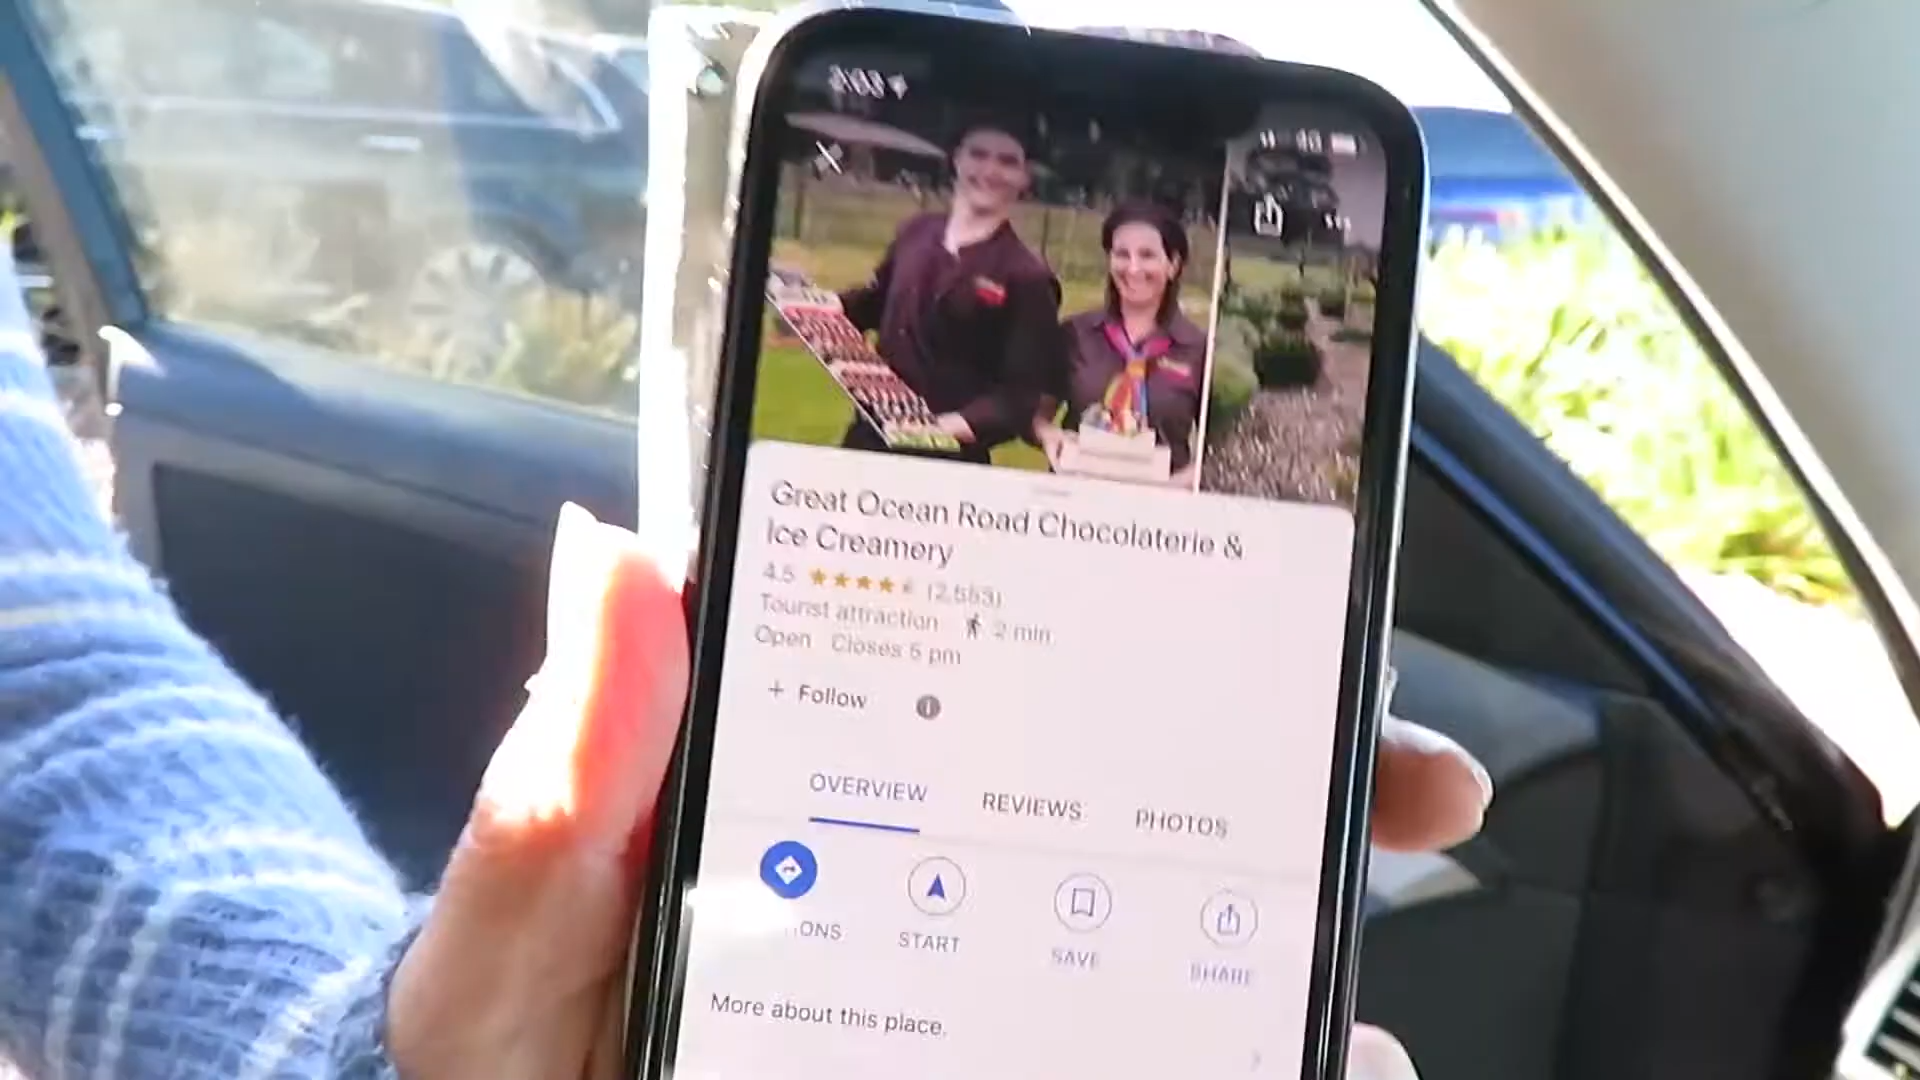 Great Ocean Road Chocolaterie &
Ice Creamery
4.5 (2,553)
Tourist attraction 2 min
Open Closes 5 pm
+ Follow
OVERVIEW REVIEWS PHOTOS
START SAVE SHARE
More about this place.